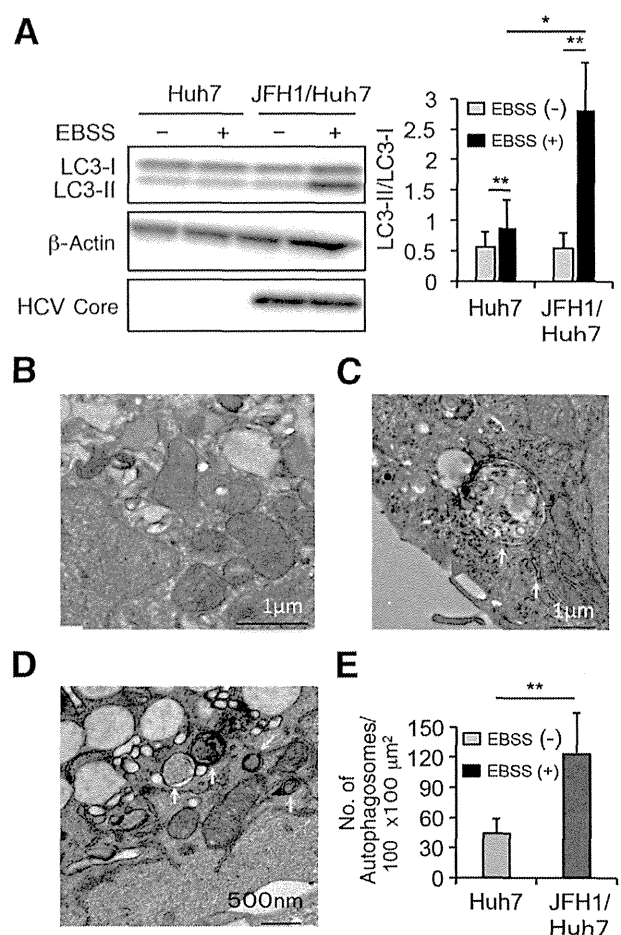 A
Huh7 JFH1/Huh7
EBSS − + − +
LC3-I
LC3-II
β-Actin
HCV Core
LC3-II/LC3-I
3
2.5
2
1.5
1
0.5
0
EBSS (-)
EBSS (+)
**
*
**
Huh7 JFH1/
Huh7
B
1μm
C
1μm
D
500nm
E
No. of
Autophagosomes/
100 x100 μm²
150
120
90
60
30
0
EBSS (-)
EBSS (+)
**
Huh7 JFH1/
Huh7